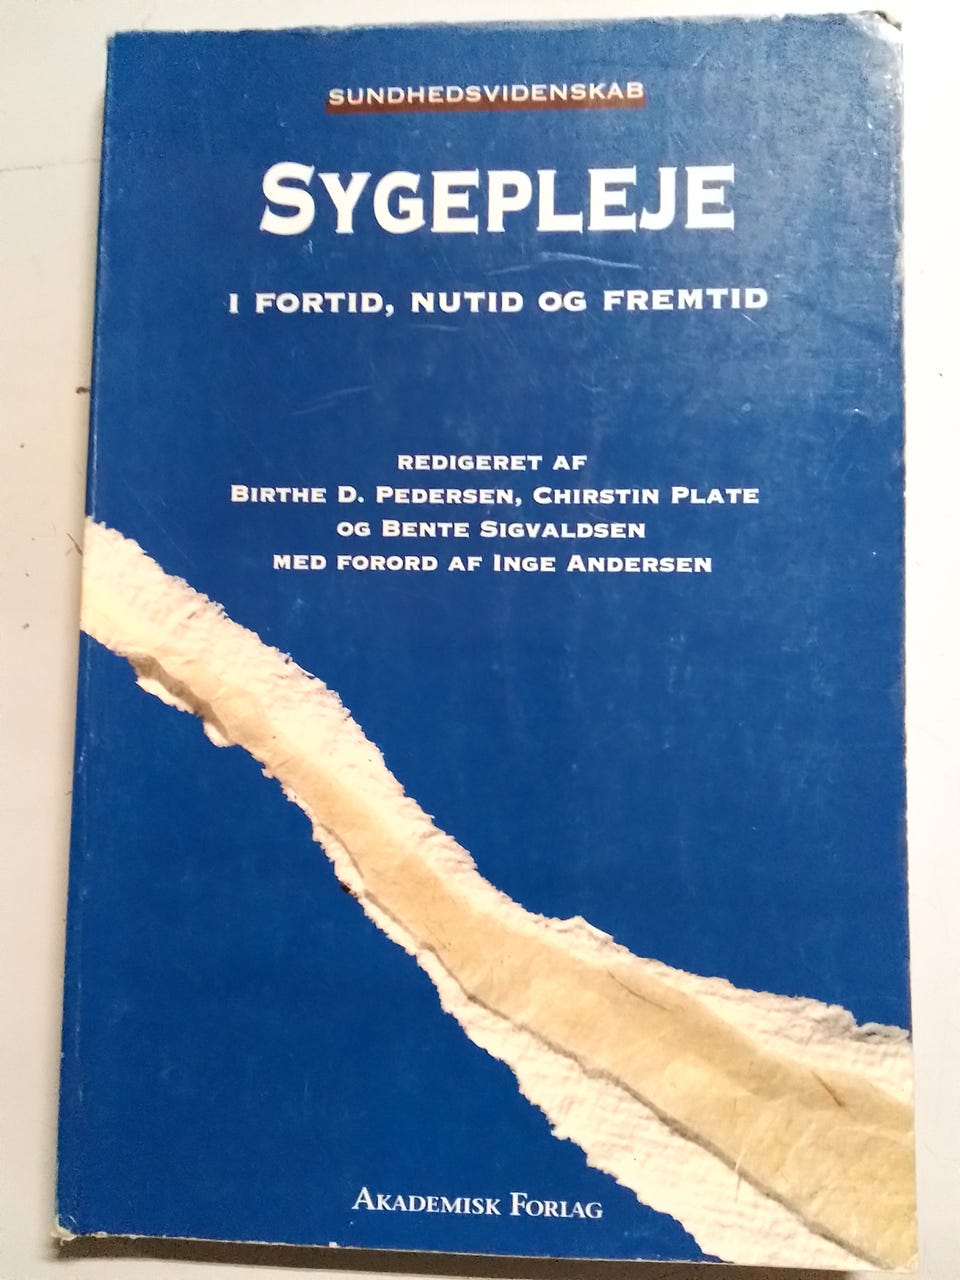 SUNDHEDSVIDENSKAB
SYGEPLEJE
I FORTID, NUTID OG FREMTID
REDIGERET AF
BIRTHE D. PEDERSEN, CHIRSTIN PLATE
OG BENTE SIGVALDSEN
MED FORORD AF INGE ANDERSEN
AKADEMISK FORLAG